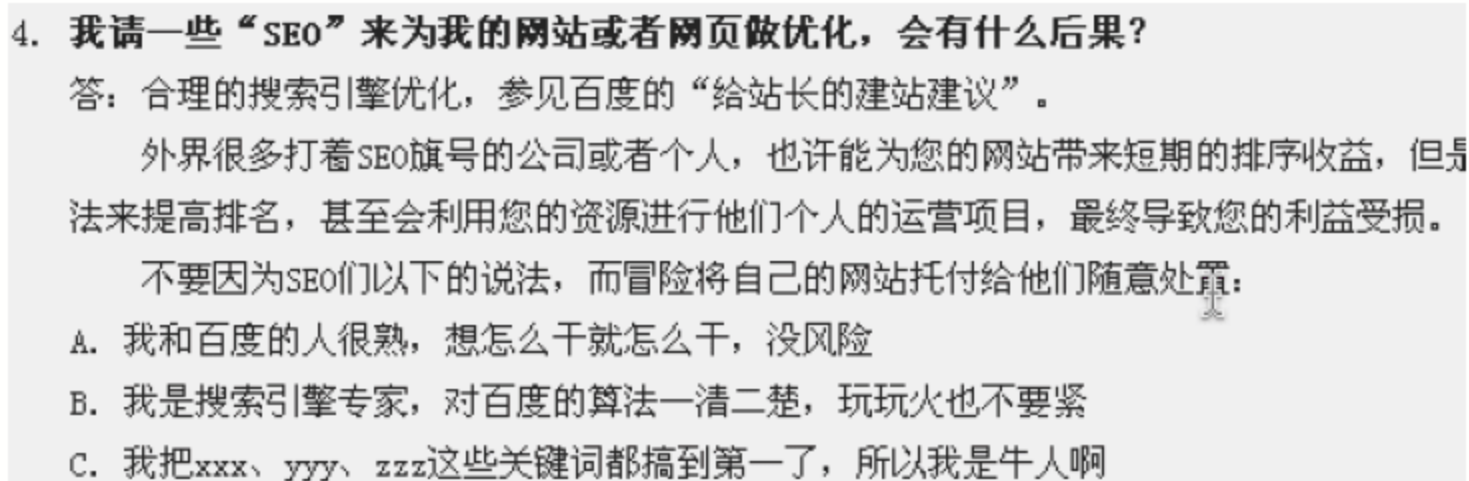 4. 我请一些“SEO”来为我的网站或者网页做优化，会有什么后果？
答：合理的搜索引擎优化，参见百度的“给站长的建站建议”。
外界很多打着SEO旗号的公司或者个人，也许能为您的网站带来短期的排序收益，但是
法来提高排名，甚至会利用您的资源进行他们个人的运营项目，最终导致您的利益受损。
不要因为SEO们以下的说法，而冒险将自己的网站托付给他们随意处置：
A. 我和百度的人很熟，想怎么干就怎么干，没风险
B. 我是搜索引擎专家，对百度的算法一清二楚，玩玩火也不要紧
C. 我把xxx、yyy、zzz这些关键词都搞到第一了，所以我是牛人啊